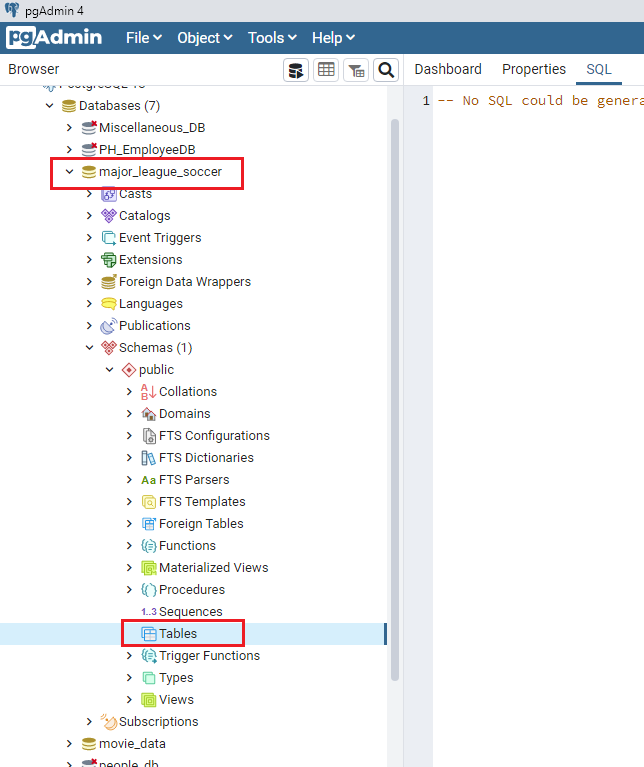 pgAdmin 4
pgAdmin File Object Tools Help
Browser Dashboard Properties SQL
Databases (7)
1 -- No SQL could be genera
Miscellaneous_DB
PH_EmployeeDB
major_league_soccer
Casts
Catalogs
Event Triggers
Extensions
Foreign Data Wrappers
Languages
Publications
Schemas (1)
public
Collations
Domains
FTS Configurations
FTS Dictionaries
Aa FTS Parsers
FTS Templates
Foreign Tables
Functions
Materialized Views
Procedures
1..3 Sequences
Tables
Trigger Functions
Types
Views
Subscriptions
movie_data
people_db